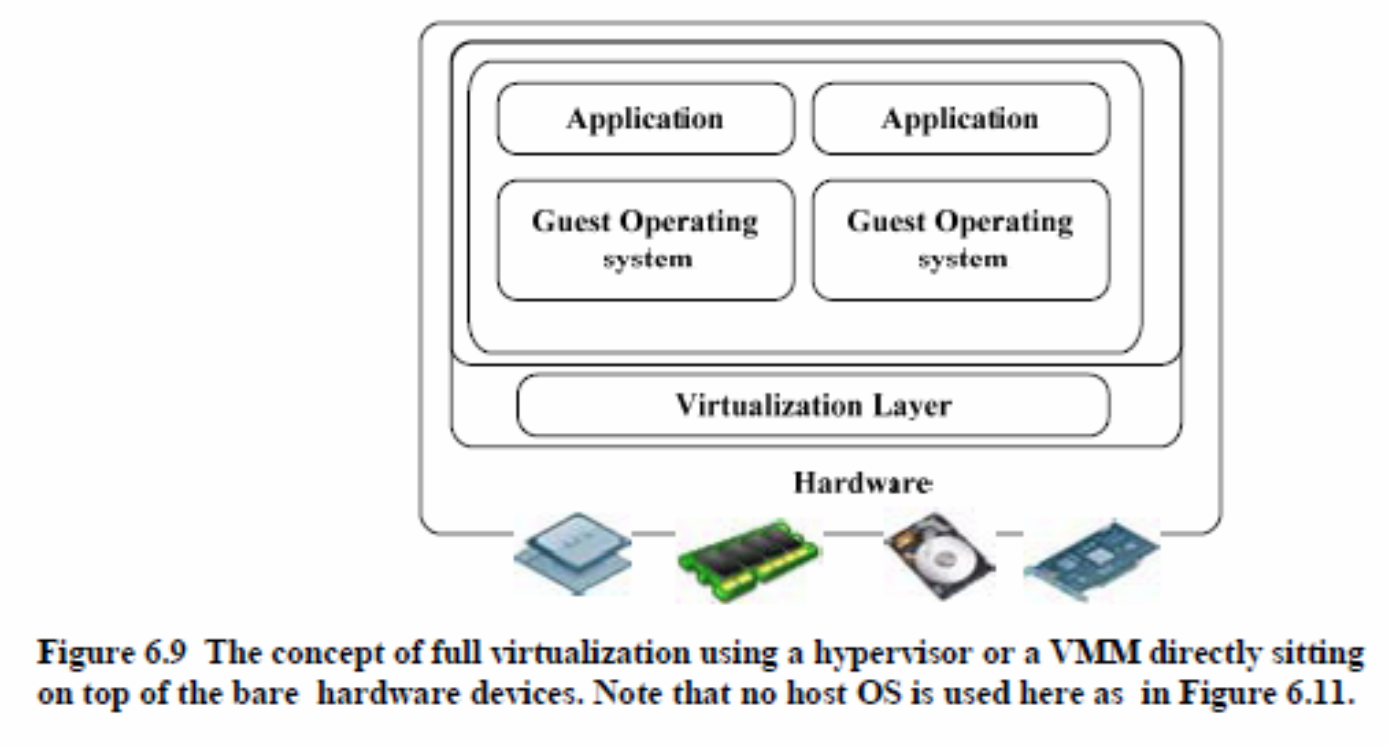 Application Application
Guest Operating Guest Operating
system system
Virtualization Layer
Hardware
Figure 6.9 The concept of full virtualization using a hypervisor or a VMM directly sitting
on top of the bare hardware devices. Note that no host OS is used here as in Figure 6.11.